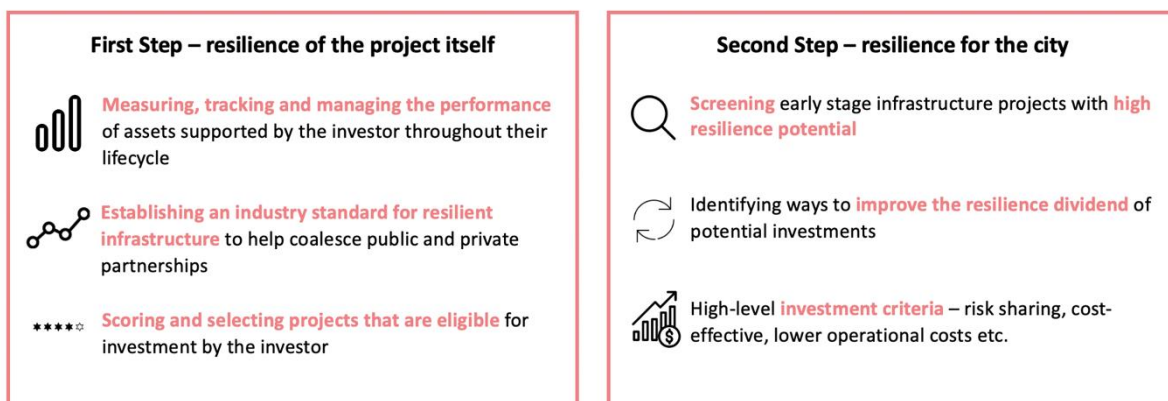 First Step – resilience of the project itself
Measuring, tracking and managing the performance
of assets supported by the investor throughout their
lifecycle
Establishing an industry standard for resilient
infrastructure to help coalesce public and private
partnerships
Scoring and selecting projects that are eligible for
investment by the investor
Second Step – resilience for the city
Screening early stage infrastructure projects with high
resilience potential
Identifying ways to improve the resilience dividend of
potential investments
High-level investment criteria – risk sharing, cost-
effective, lower operational costs etc.
$